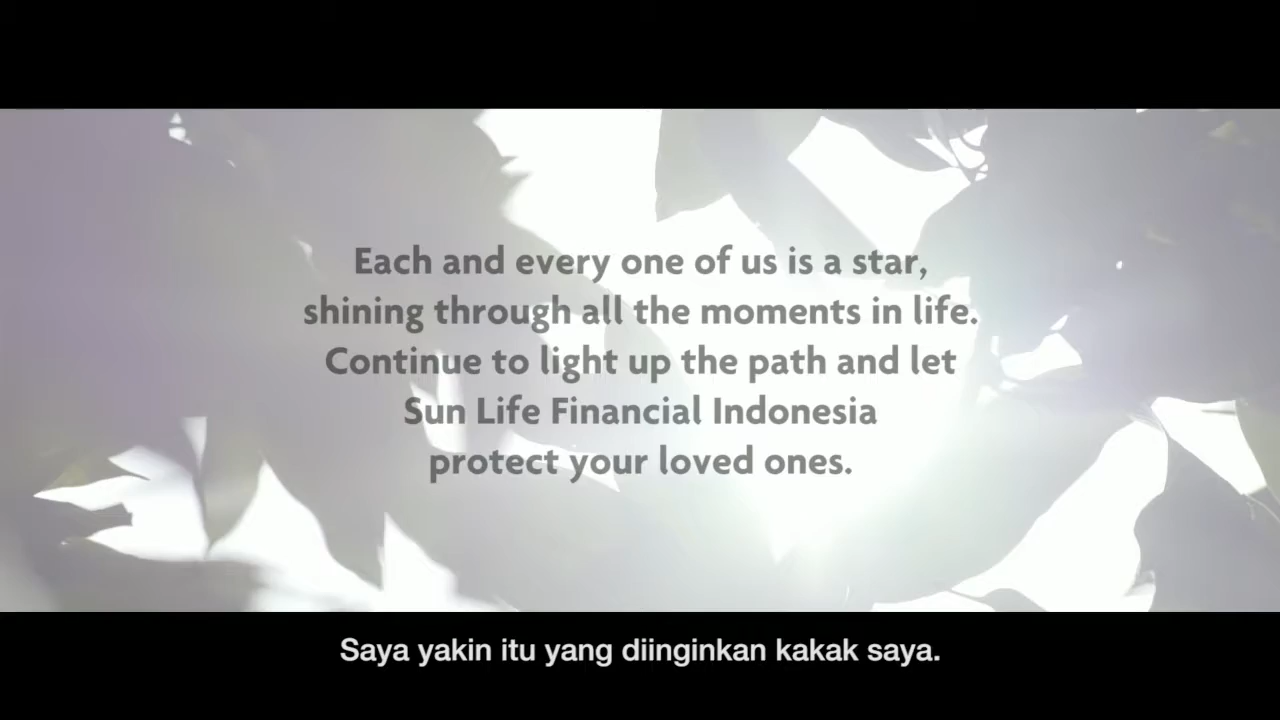 Each and every one of us is a star,
shining through all the moments in life.
Continue to light up the path and let
Sun Life Financial Indonesia
protect your loved ones.
Saya yakin itu yang diinginkan kakak saya.